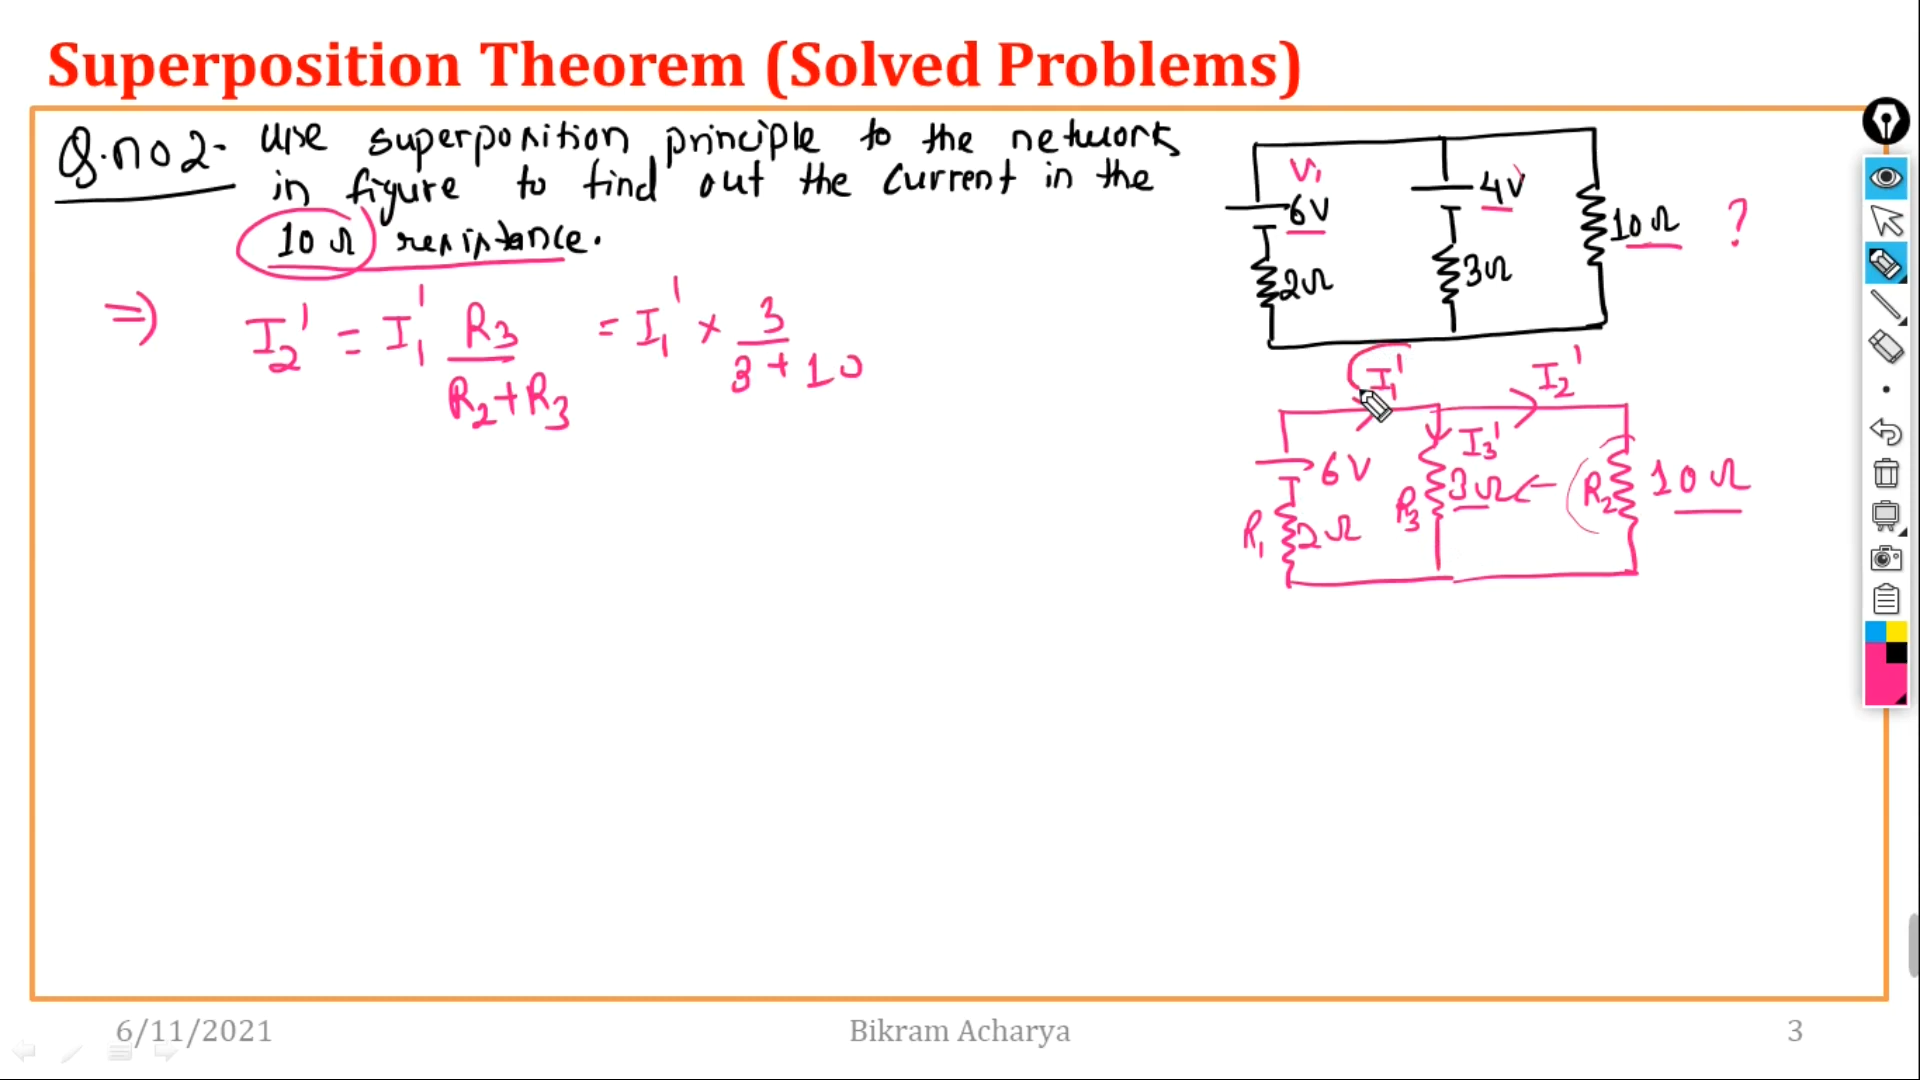 Superposition Theorem (Solved Problems)
Q.no 2- Use superposition principle to the network
in figure to find out the current in the
10 Ω resistance.
V₁
6V
2Ω
4V
3Ω
10Ω
?
⇒ I₂' = I₁' R₃ / R₂+R₃ = I₁' × 3 / 3+10
I₁'
I₂'
I₃'
6V
R₁ 2Ω
R₃ 3Ω
R₂ 10Ω
6/11/2021
Bikram Acharya
3